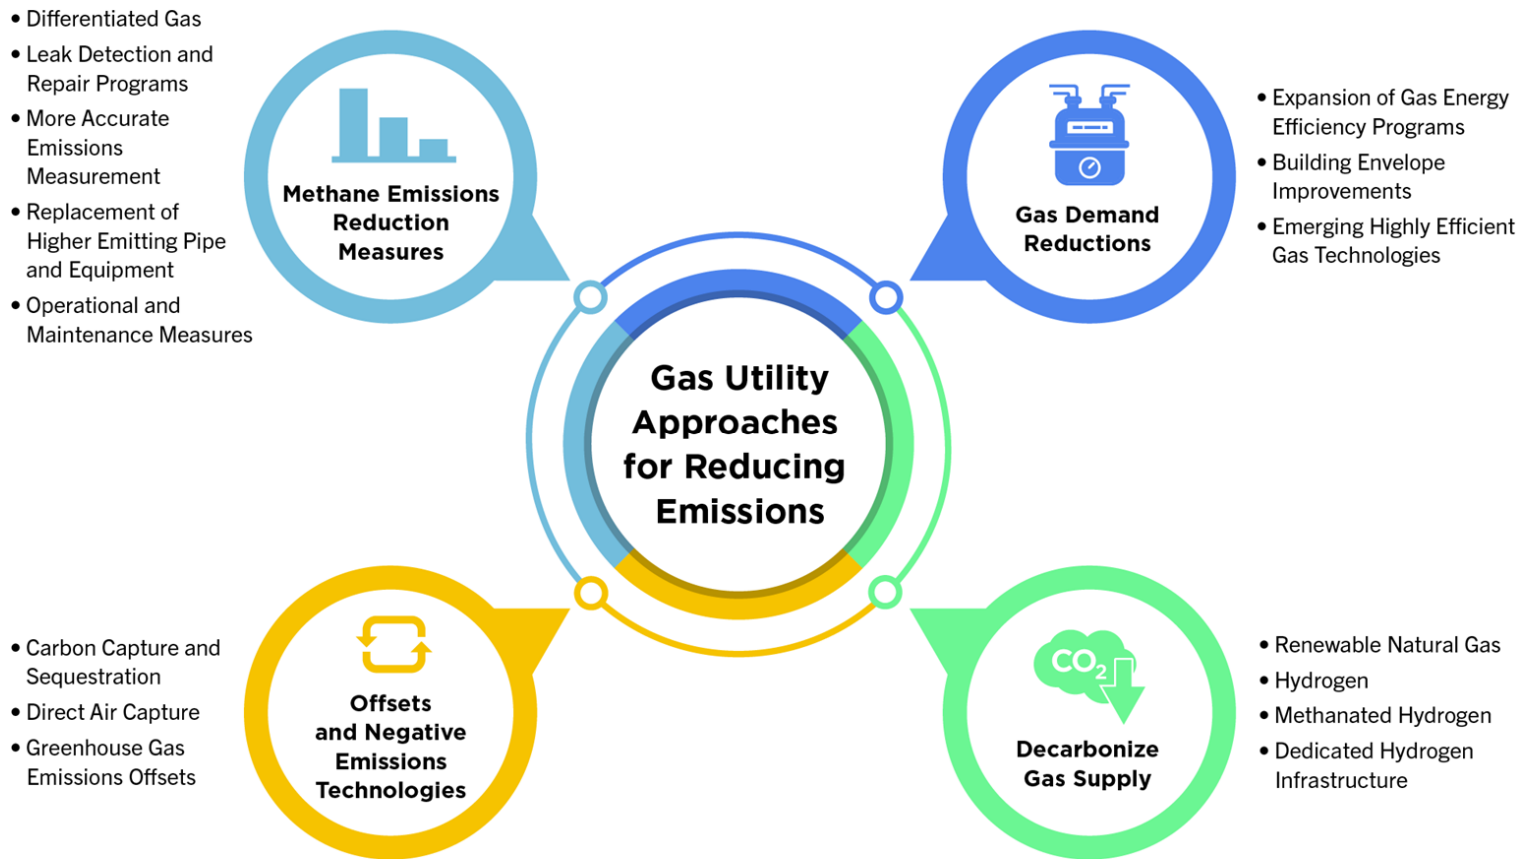 • Differentiated Gas
• Leak Detection and
Repair Programs
• More Accurate
Emissions
Measurement
• Replacement of
Higher Emitting Pipe
and Equipment
• Operational and
Maintenance Measures
Methane Emissions
Reduction
Measures
Gas Demand
Reductions
• Expansion of Gas Energy
Efficiency Programs
• Building Envelope
Improvements
• Emerging Highly Efficient
Gas Technologies
Gas Utility
Approaches
for Reducing
Emissions
• Carbon Capture and
Sequestration
• Direct Air Capture
• Greenhouse Gas
Emissions Offsets
Offsets
and Negative
Emissions
Technologies
CO2
Decarbonize
Gas Supply
• Renewable Natural Gas
• Hydrogen
• Methanated Hydrogen
• Dedicated Hydrogen
Infrastructure